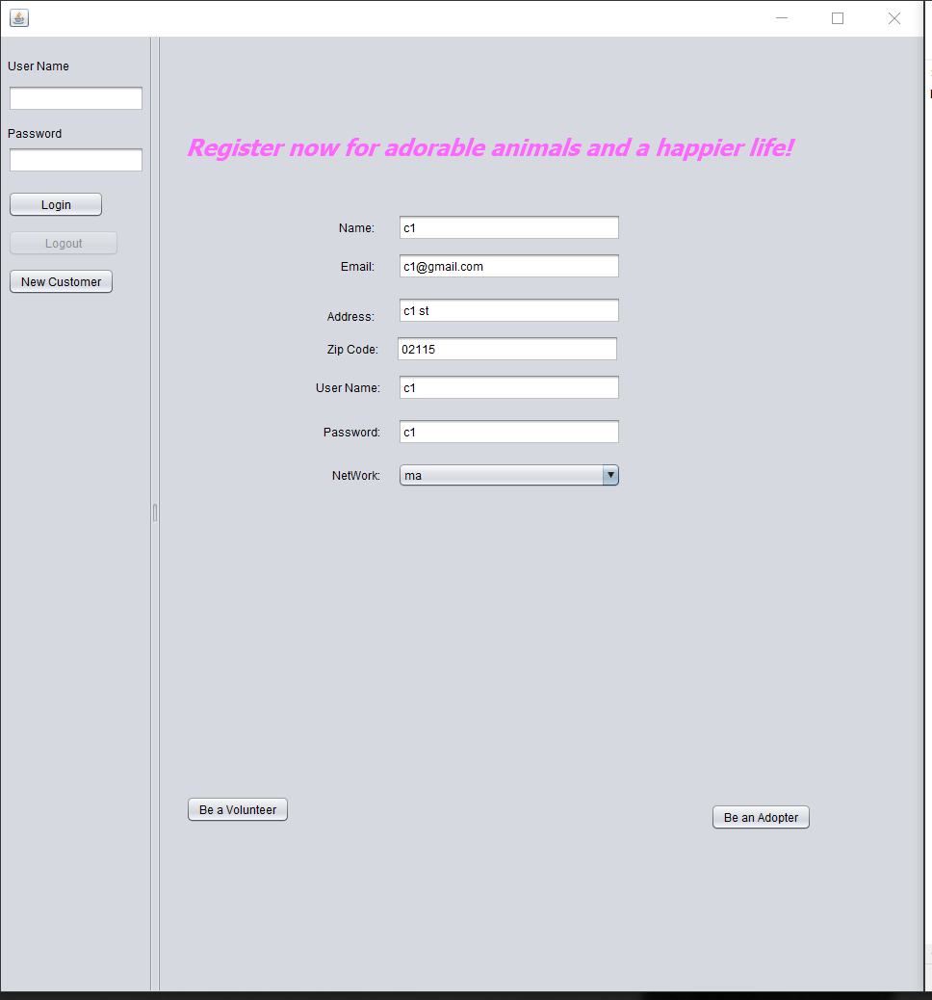 User Name
Password
Login
Logout
New Customer
Register now for adorable animals and a happier life!
Name: c1
Email: c1@gmail.com
Address: c1 st
Zip Code: 02115
User Name: c1
Password: c1
NetWork: ma
Be a Volunteer
Be an Adopter